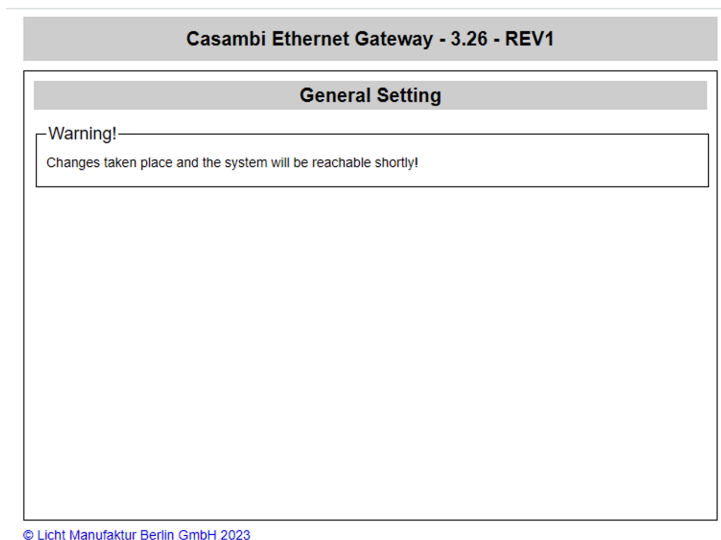 Casambi Ethernet Gateway - 3.26 - REV1
General Setting
Warning!
Changes taken place and the system will be reachable shortly!
© Licht Manufaktur Berlin GmbH 2023